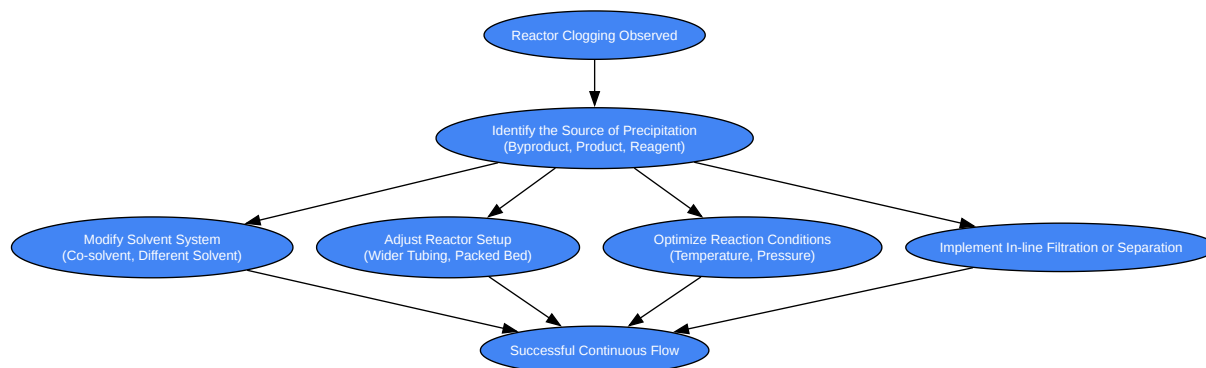 Reactor Clogging Observed
Identify the Source of Precipitation
(Byproduct, Product, Reagent)
Modify Solvent System
(Co-solvent, Different Solvent)
Adjust Reactor Setup
(Wider Tubing, Packed Bed)
Optimize Reaction Conditions
(Temperature, Pressure)
Implement In-line Filtration or Separation
Successful Continuous Flow